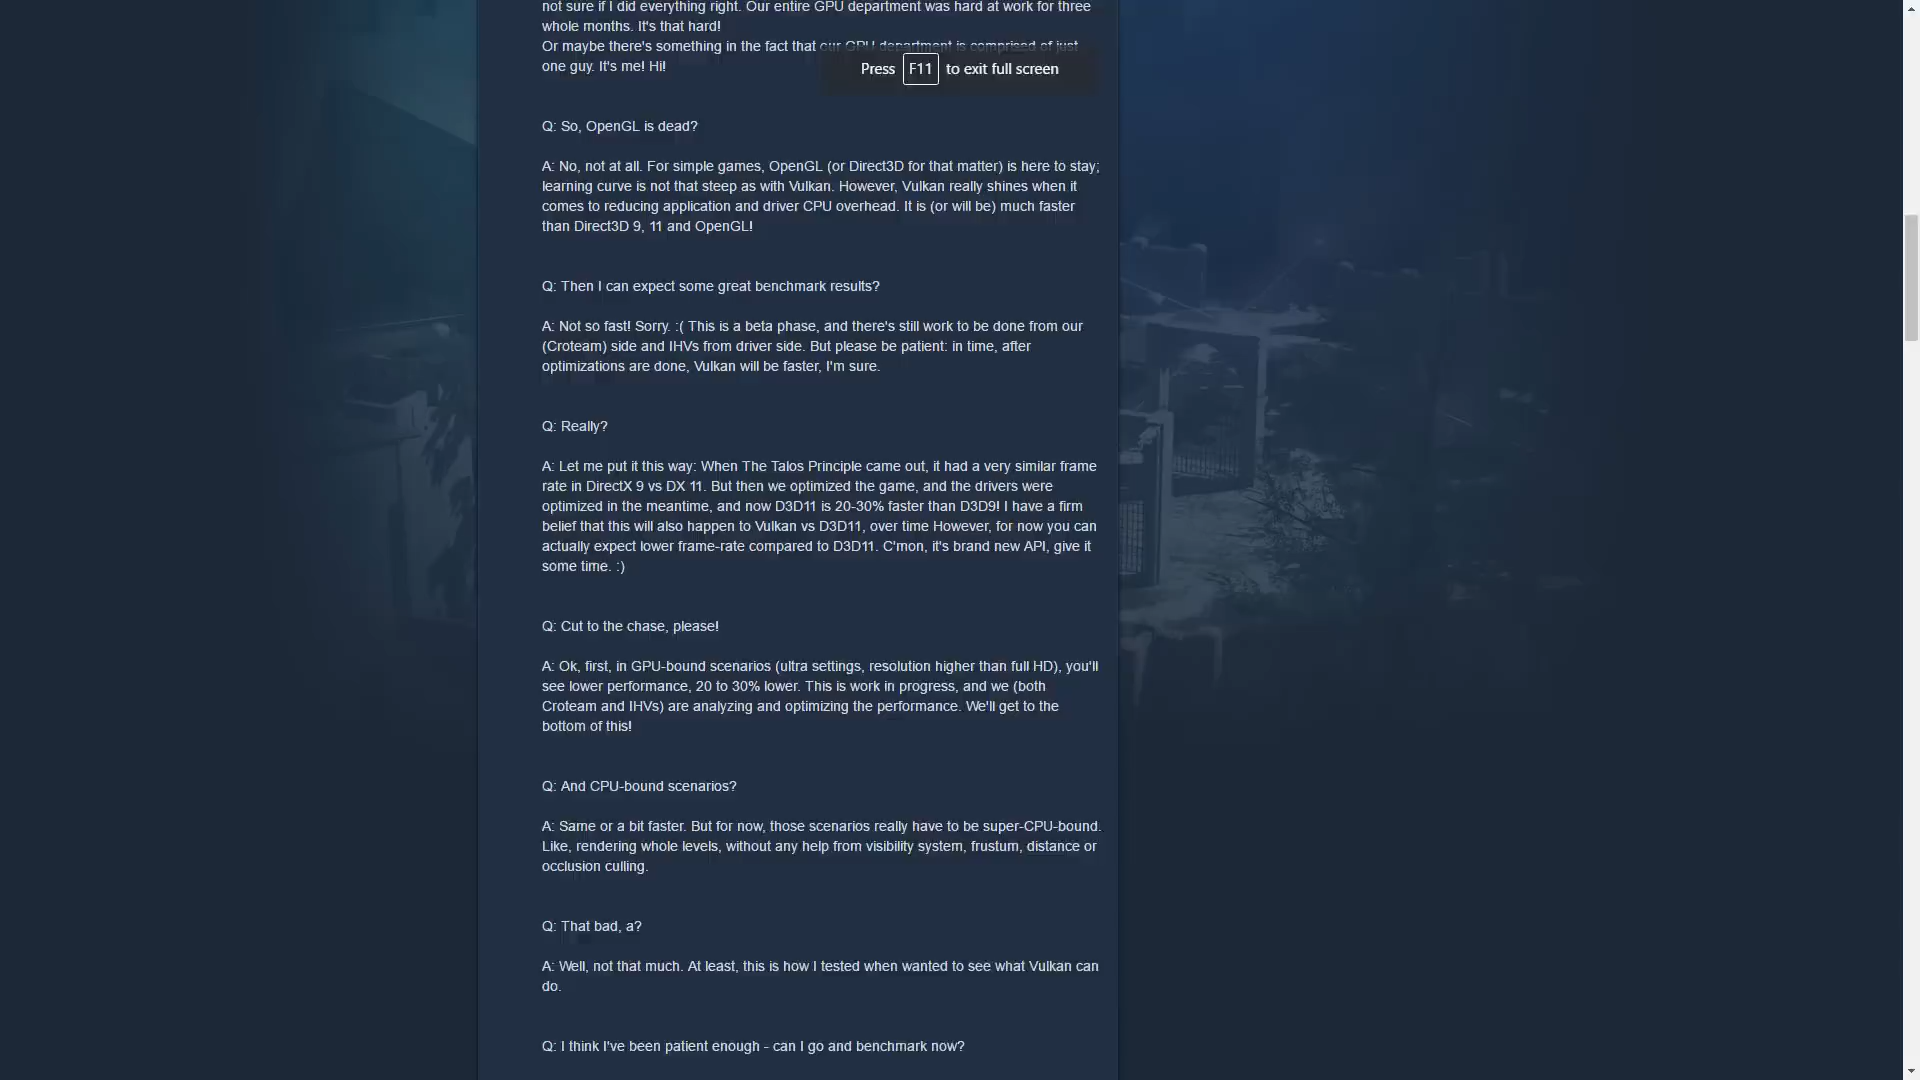 not sure if I did everything right. Our entire GPU department was hard at work for three
whole months. It's that hard!
Or maybe there's something in the fact that our GPU department is comprised of just
one guy. It's me! Hi!
Press F11 to exit full screen
Q: So, OpenGL is dead?
A: No, not at all. For simple games, OpenGL (or Direct3D for that matter) is here to stay;
learning curve is not that steep as with Vulkan. However, Vulkan really shines when it
comes to reducing application and driver CPU overhead. It is (or will be) much faster
than Direct3D 9, 11 and OpenGL!
Q: Then I can expect some great benchmark results?
A: Not so fast! Sorry. :( This is a beta phase, and there's still work to be done from our
(Croteam) side and IHVs from driver side. But please be patient: in time, after
optimizations are done, Vulkan will be faster, I'm sure.
Q: Really?
A: Let me put it this way: When The Talos Principle came out, it had a very similar frame
rate in DirectX 9 vs DX 11. But then we optimized the game, and the drivers were
optimized in the meantime, and now D3D11 is 20-30% faster than D3D9! I have a firm
belief that this will also happen to Vulkan vs D3D11, over time However, for now you can
actually expect lower frame-rate compared to D3D11. C'mon, it's brand new API, give it
some time. :)
Q: Cut to the chase, please!
A: Ok, first, in GPU-bound scenarios (ultra settings, resolution higher than full HD), you'll
see lower performance, 20 to 30% lower. This is work in progress, and we (both
Croteam and IHVs) are analyzing and optimizing the performance. We'll get to the
bottom of this!
Q: And CPU-bound scenarios?
A: Same or a bit faster. But for now, those scenarios really have to be super-CPU-bound.
Like, rendering whole levels, without any help from visibility system, frustum, distance or
occlusion culling.
Q: That bad, a?
A: Well, not that much. At least, this is how I tested when wanted to see what Vulkan can
do.
Q: I think I've been patient enough - can I go and benchmark now?